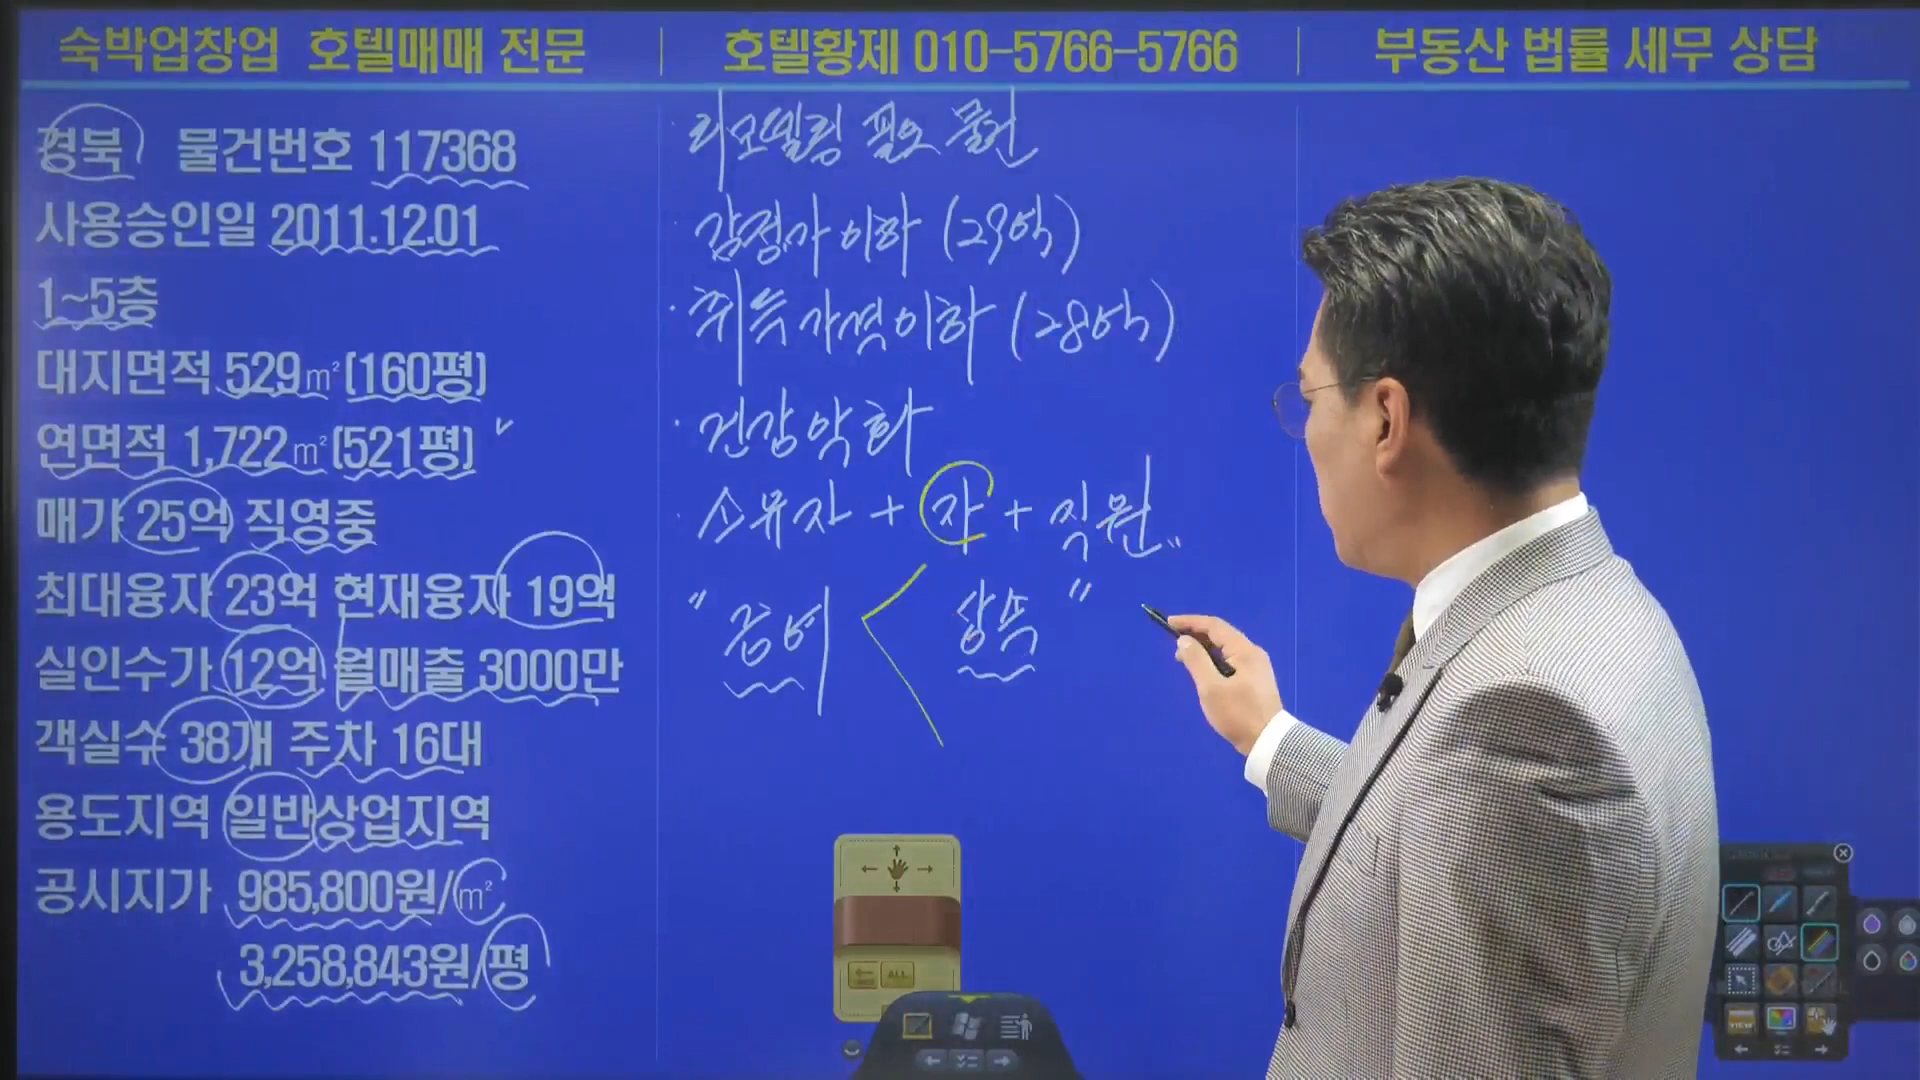 숙박업창업 호텔매매 전문
호텔황제 010-5766-5766
부동산 법률 세무 상담
경북 물건번호 117368
사용승인일 2011.12.01
1~5층
대지면적 529㎡(160평)
연면적 1,722㎡(521평)
매가 25억 직영중
최대융자 23억 현재융자 19억
실인수가 12억 월매출 3000만
객실수 38개 주차 16대
용도지역 일반상업지역
공시지가 985,800원/㎡
3,258,843원/평
· 리모델링 필요 물건
· 감정가 이하 (29억)
· 취득가격이하 (28억)
· 건강악화
· 소유자 + 자 + 직원"
" 증여 < 상속 "
ALL
VIEW